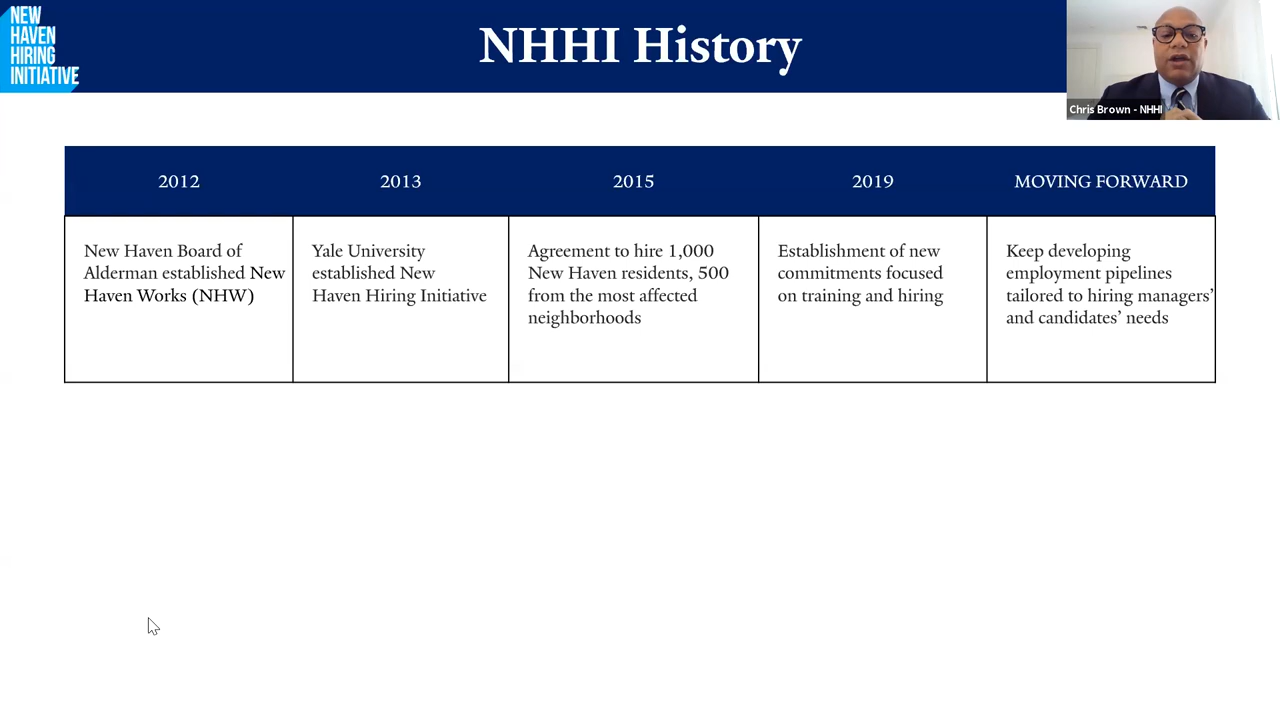 NEW
HAVEN
HIRING
INITIATIVE
NHHI History
Chris Brown - NHHI
2012
2013
2015
2019
MOVING FORWARD
New Haven Board of
Alderman established New
Haven Works (NHW)
Yale University
established New
Haven Hiring Initiative
Agreement to hire 1,000
New Haven residents, 500
from the most affected
neighborhoods
Establishment of new
commitments focused
on training and hiring
Keep developing
employment pipelines
tailored to hiring managers’
and candidates’ needs